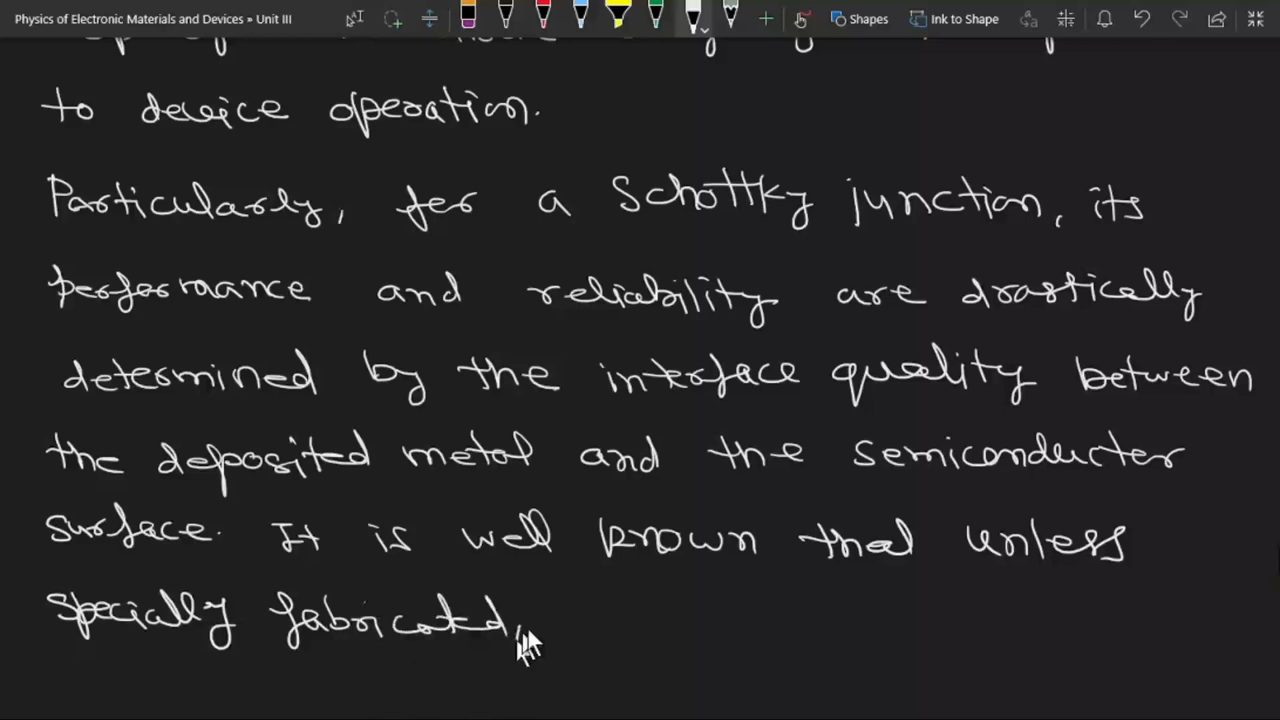 Physics of Electronic Materials and Devices » Unit III
Shapes
Ink to Shape
to device operation.
Particularly, for a Schottky junction, its
performance and reliability are drastically
determined by the interface quality between
the deposited metal and the semiconductor
surface. It is well known that unless
specially fabricated,